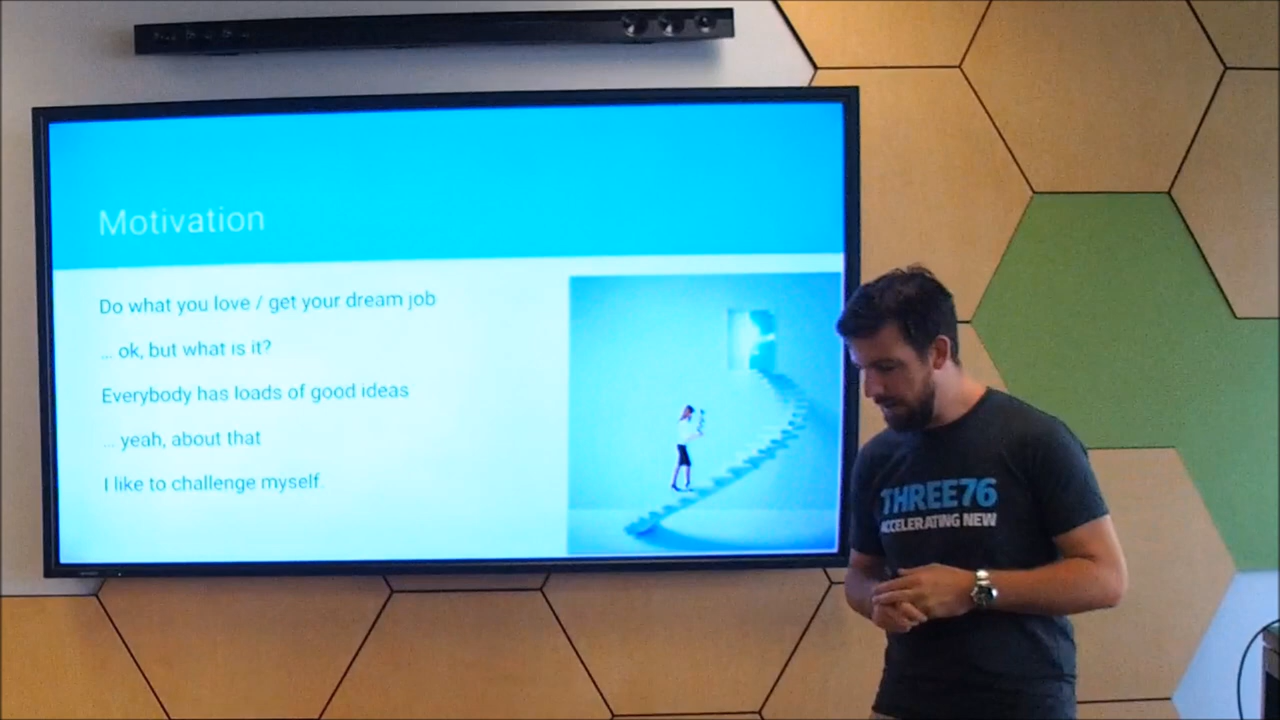 Motivation
Do what you love / get your dream job
... ok, but what is it?
Everybody has loads of good ideas
... yeah, about that
I like to challenge myself.
THREE76
ACCELERATING NEW